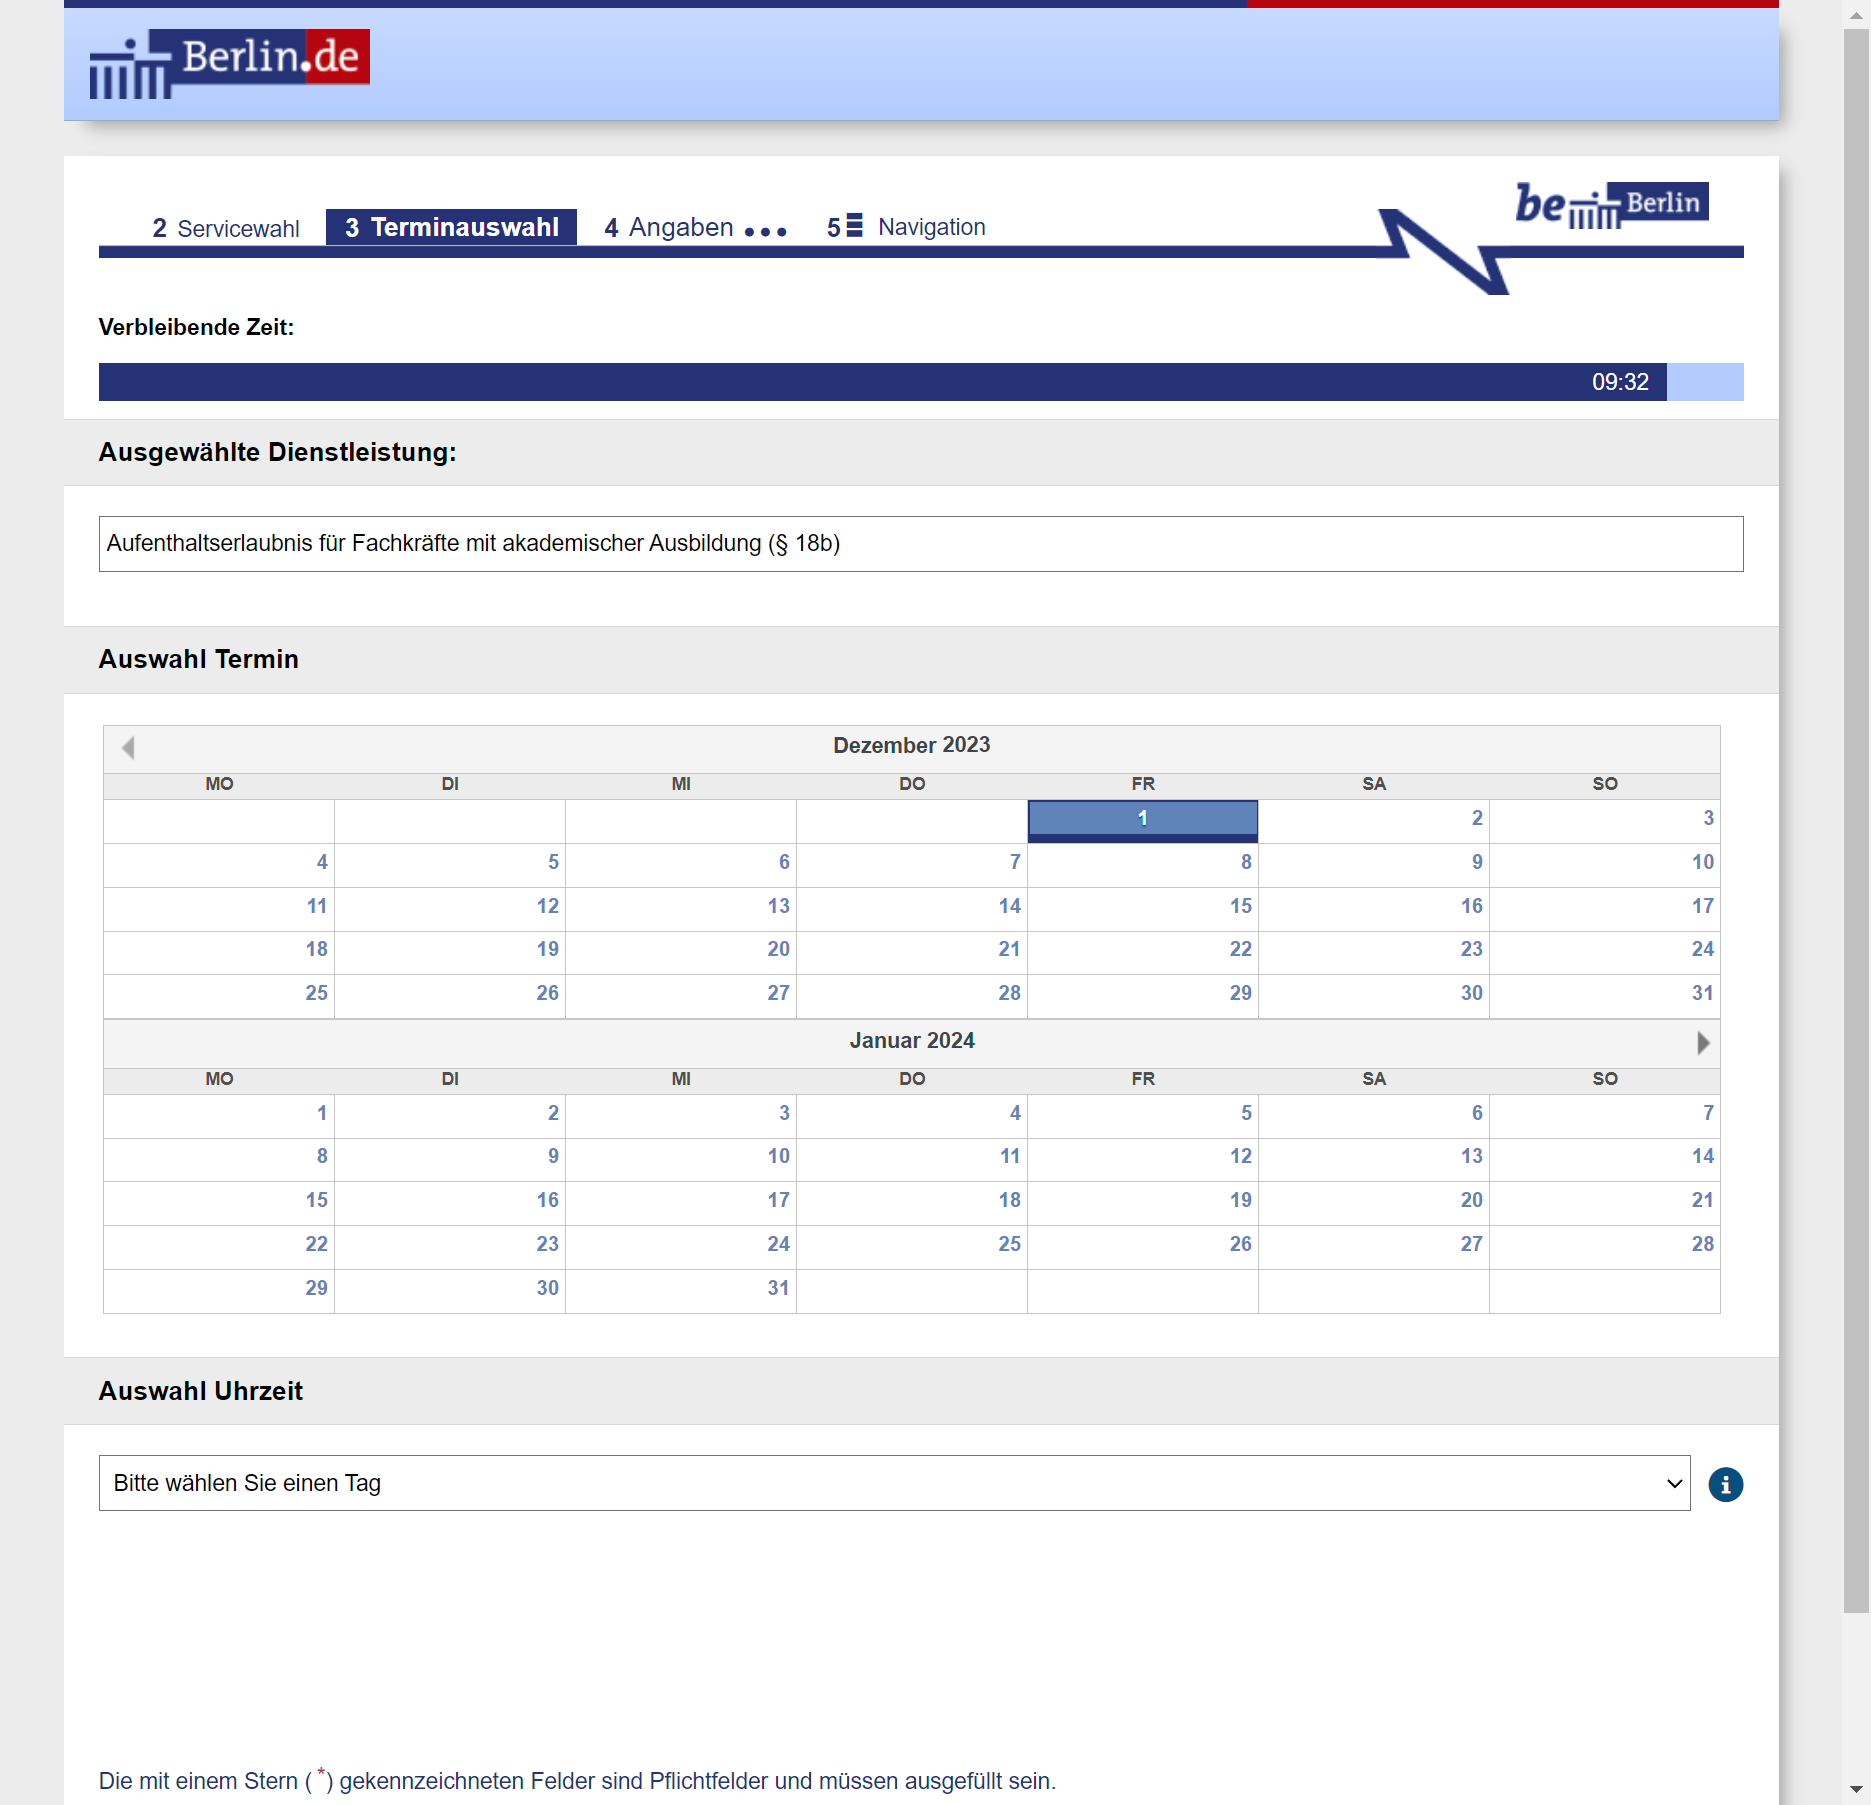 Berlin.de
be Berlin
2 Servicewahl 3 Terminauswahl 4 Angaben ●●● 5 Navigation
Verbleibende Zeit:
09:32
Ausgewählte Dienstleistung:
Aufenthaltserlaubnis für Fachkräfte mit akademischer Ausbildung (§ 18b)
Auswahl Termin
Dezember 2023
MO DI MI DO FR SA SO
1 2 3
4 5 6 7 8 9 10
11 12 13 14 15 16 17
18 19 20 21 22 23 24
25 26 27 28 29 30 31
Januar 2024
MO DI MI DO FR SA SO
1 2 3 4 5 6 7
8 9 10 11 12 13 14
15 16 17 18 19 20 21
22 23 24 25 26 27 28
29 30 31
Auswahl Uhrzeit
Bitte wählen Sie einen Tag
i
Die mit einem Stern ( *) gekennzeichneten Felder sind Pflichtfelder und müssen ausgefüllt sein.